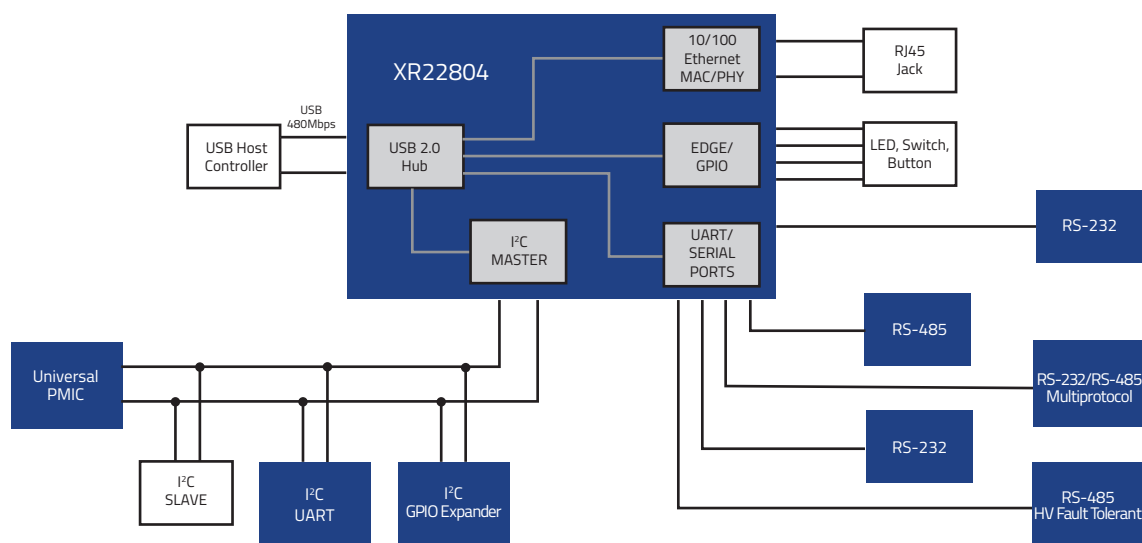 XR22804
10/100
Ethernet
MAC/PHY
RJ45
Jack
USB
480Mbps
USB Host
Controller
USB 2.0
Hub
EDGE/
GPIO
LED, Switch,
Button
I²C
MASTER
UART/
SERIAL
PORTS
RS-232
RS-485
Universal
PMIC
RS-232/RS-485
Multiprotocol
RS-232
I²C
SLAVE
I²C
UART
I²C
GPIO Expander
RS-485
HV Fault Tolerant